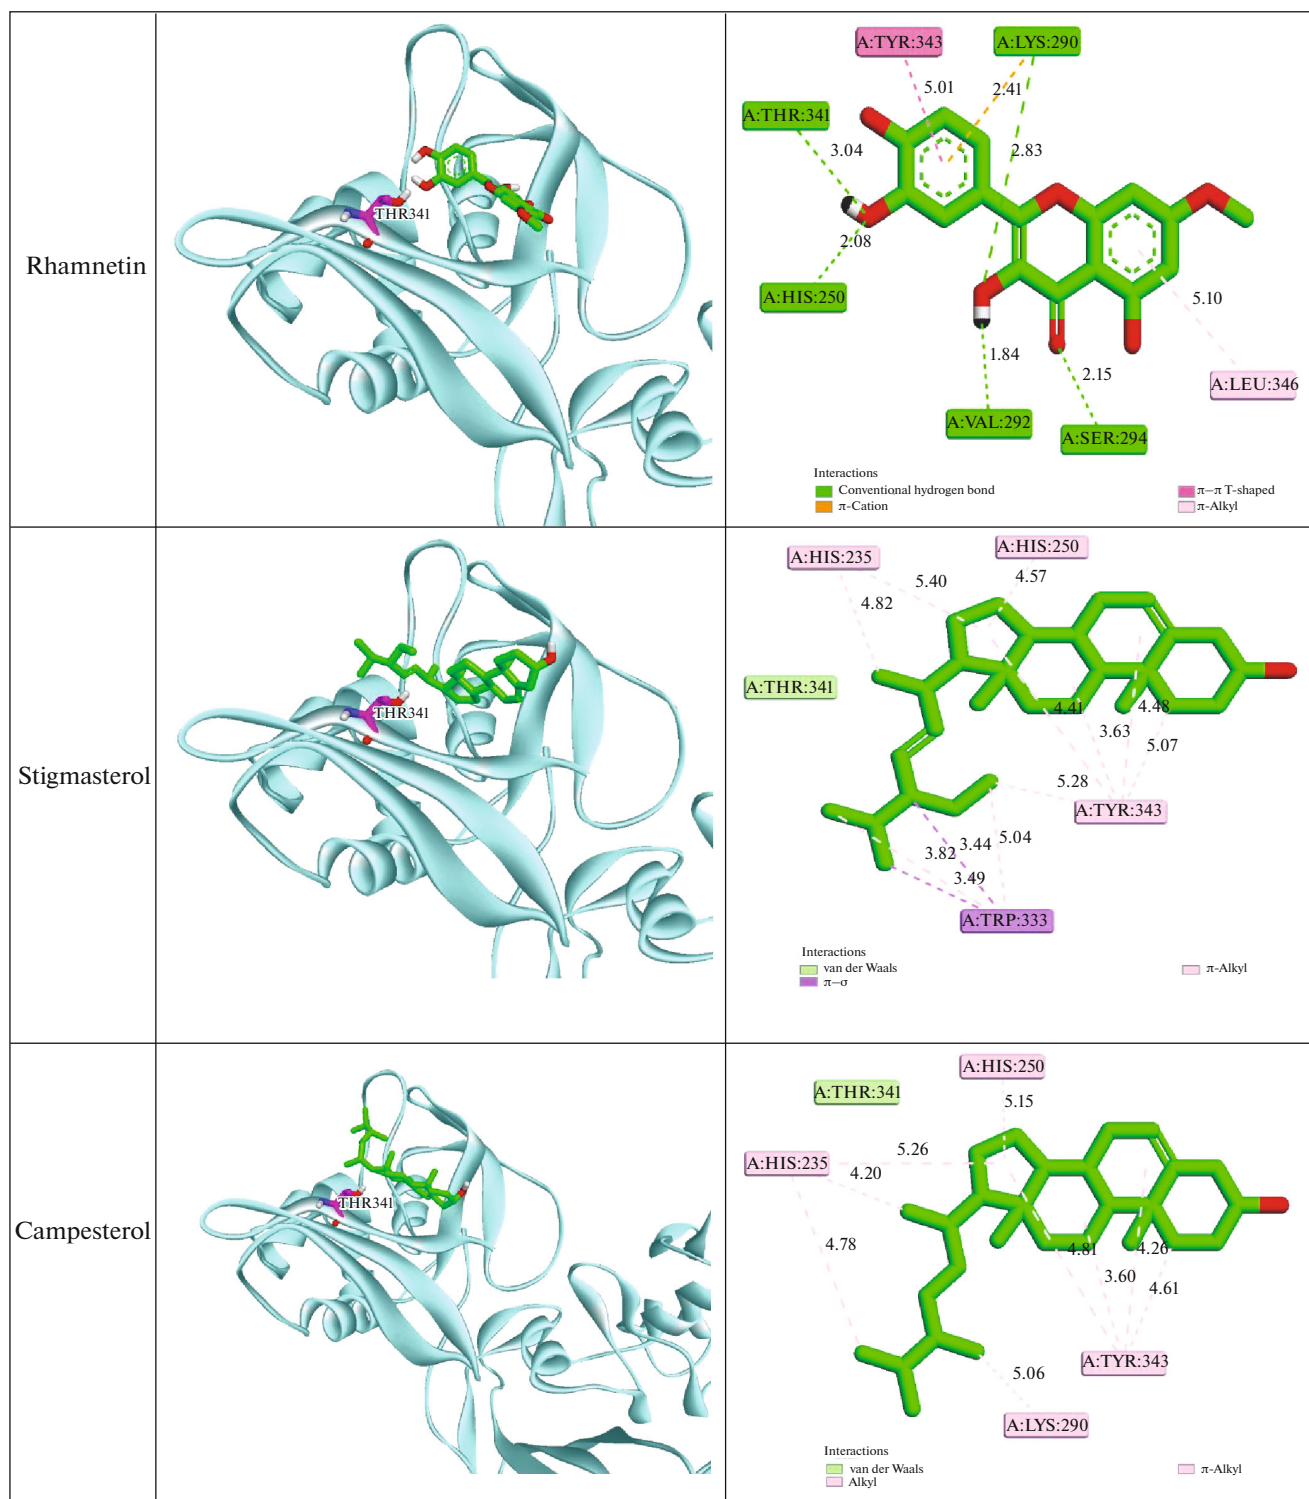 Rhamnetin
THR341
A:TYR:343
A:LYS:290
5.01
2.41
A:THR:341
3.04
2.83
2.08
A:HIS:250
5.10
1.84
2.15
A:LEU:346
A:VAL:292
A:SER:294
Interactions
Conventional hydrogen bond
π-Cation
π–π T-shaped
π-Alkyl
Stigmasterol
THR341
A:HIS:235
A:HIS:250
5.40
4.57
4.82
A:THR:341
4.41
4.48
3.63
5.07
5.28
A:TYR:343
3.82
3.44
5.04
3.49
A:TRP:333
Interactions
van der Waals
π–σ
π-Alkyl
Campesterol
THR341
A:HIS:250
A:THR:341
5.15
A:HIS:235
5.26
4.20
4.78
4.81
4.26
3.60
4.61
A:TYR:343
5.06
A:LYS:290
Interactions
van der Waals
Alkyl
π-Alkyl